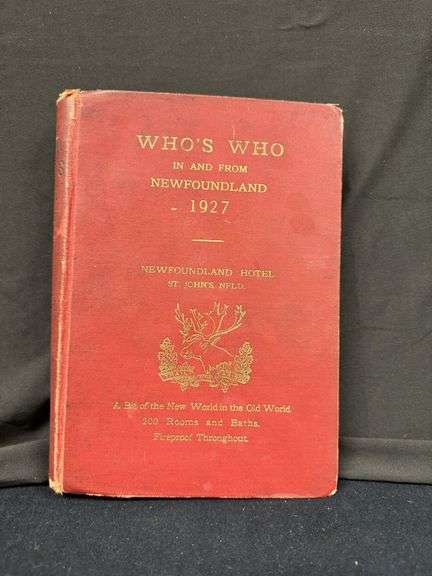 WHO'S WHO
IN AND FROM
NEWFOUNDLAND
1927
NEWFOUNDLAND HOTEL
ST. JOHN'S, NFLD.
A Bit of the New World in the Old World
200 Rooms and Baths.
Fireproof Throughout.